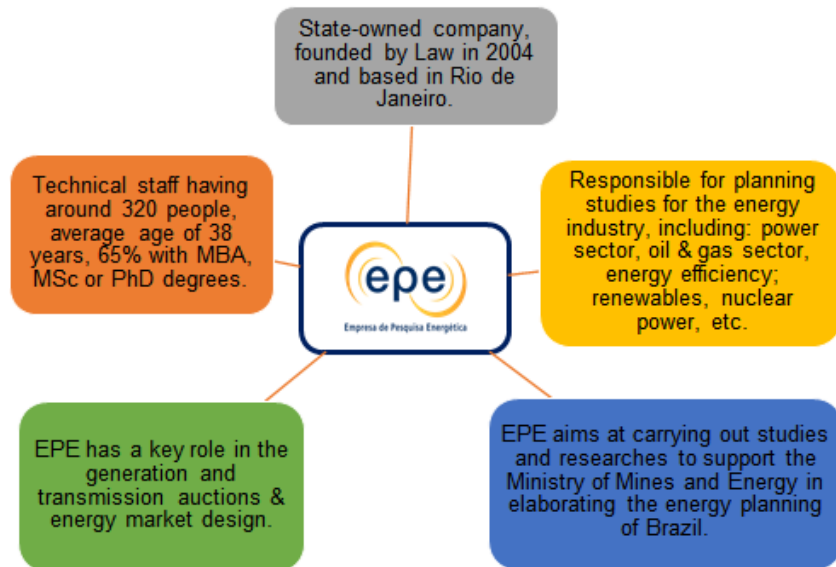 State-owned company,
founded by Law in 2004
and based in Rio de
Janeiro.
Technical staff having
around 320 people,
average age of 38
years, 65% with MBA,
MSc or PhD degrees.
Responsible for planning
studies for the energy
industry, including: power
sector, oil & gas sector,
energy efficiency;
renewables, nuclear
power, etc.
epe
Empresa de Pesquisa Energética
EPE has a key role in the
generation and
transmission auctions &
energy market design.
EPE aims at carrying out studies
and researches to support the
Ministry of Mines and Energy in
elaborating the energy planning
of Brazil.